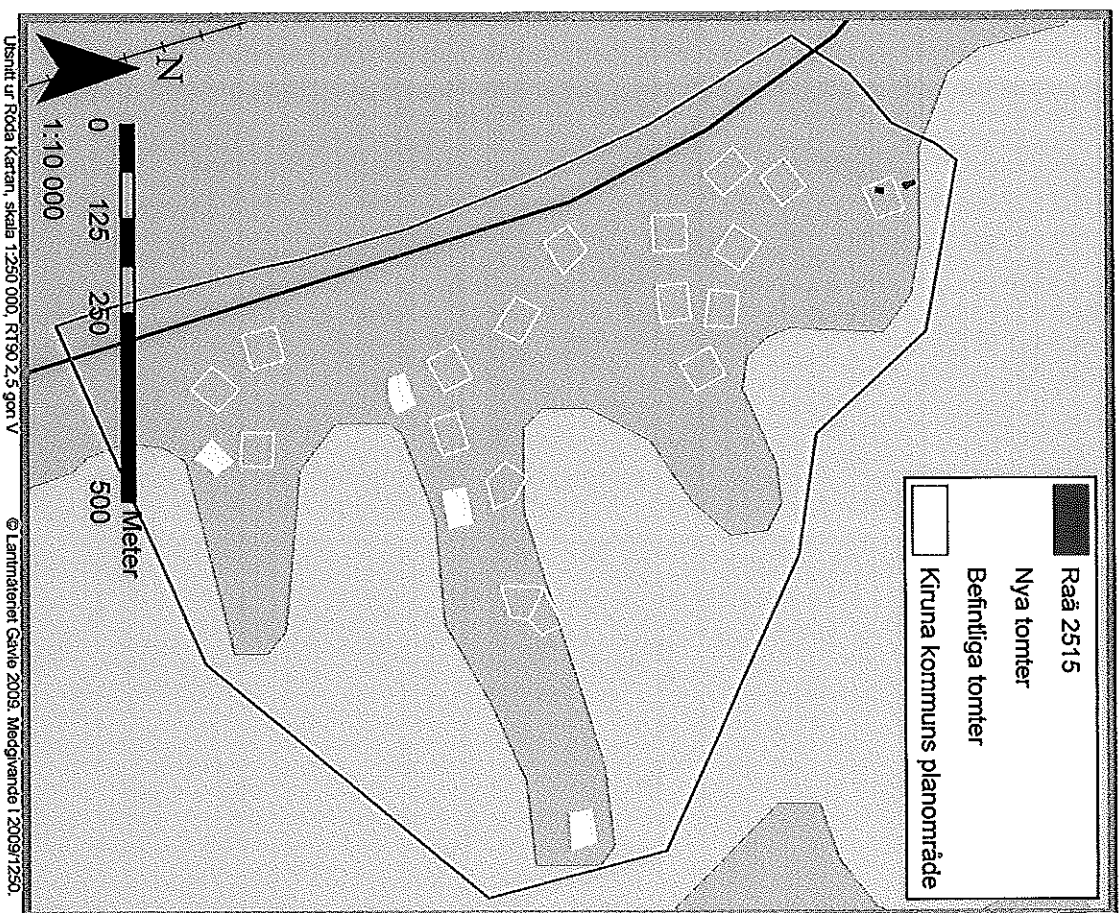 Raä 2515
Nya tomter
Befintliga tomter
Kiruna kommuns planområde
N
0 125 250 500
Meter
1:10 000
Utsnitt ur Röda Kartan, skala 1:250 000, RT90 2,5 gon V © Lantmäteriet Gävle 2009. Medgivande I 2009/1250.